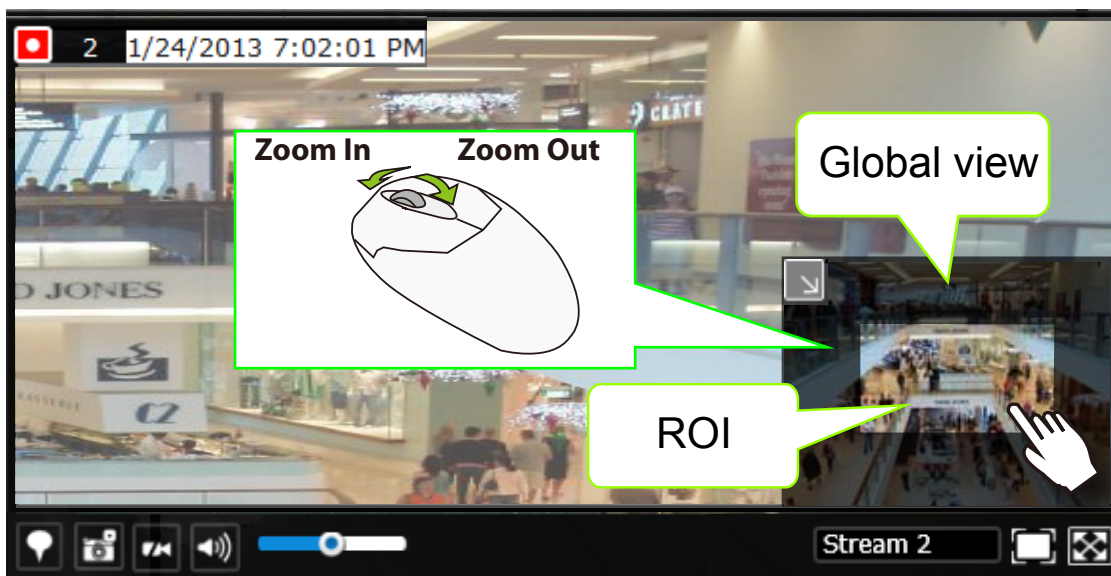 2 1/24/2013 7:02:01 PM
Zoom In Zoom Out
Global view
D JONES
C2
ROI
Stream 2